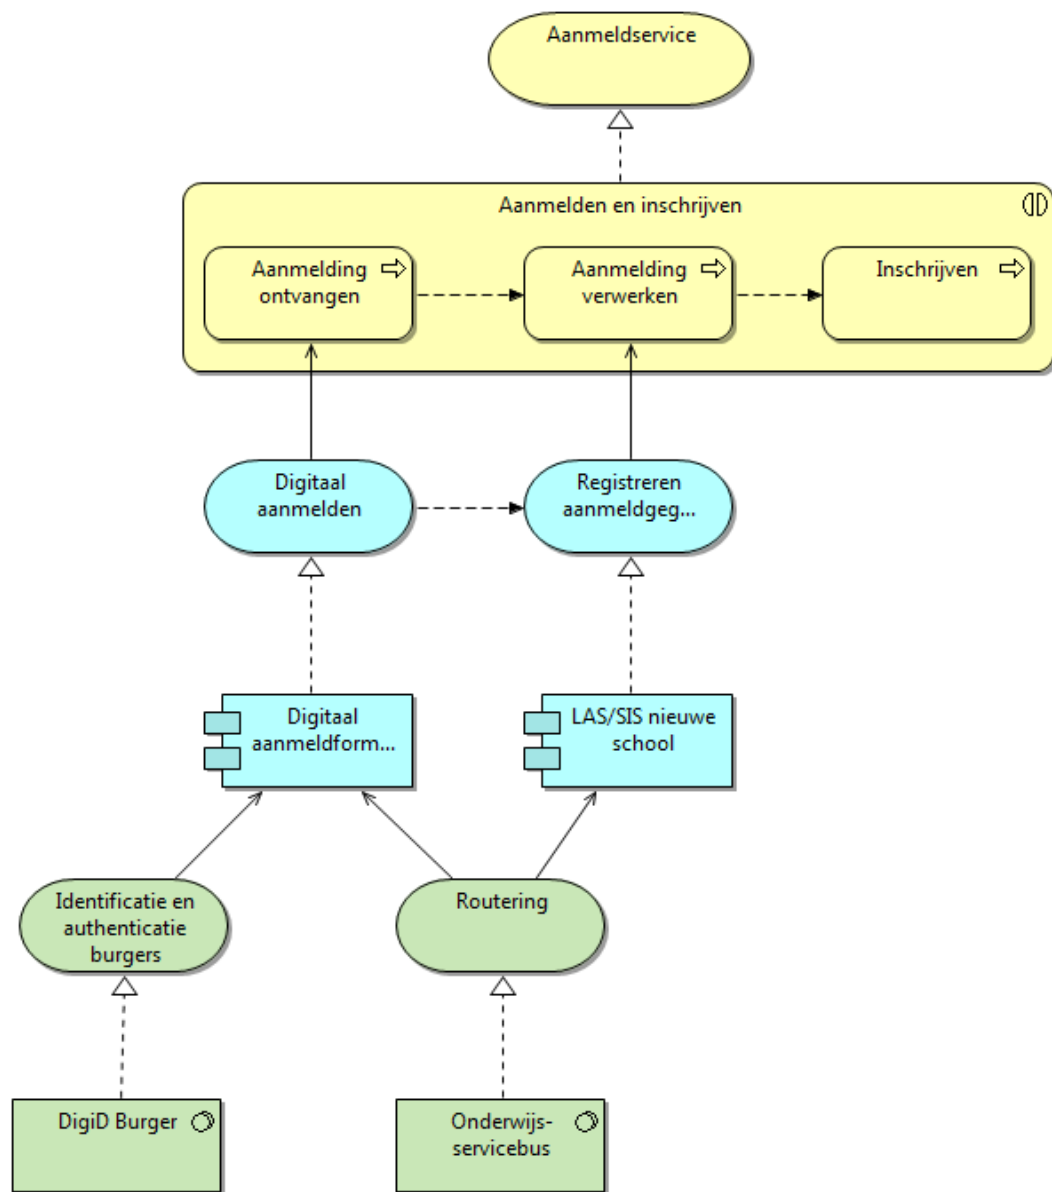 Aanmeldservice
Aanmelden en inschrijven
Aanmelding
ontvangen
Aanmelding
verwerken
Inschrijven
Digitaal
aanmelden
Registreren
aanmeldgeg...
Digitaal
aanmeldform...
LAS/SIS nieuwe
school
Identificatie en
authenticatie
burgers
Routering
DigiD Burger
Onderwijs-
servicebus